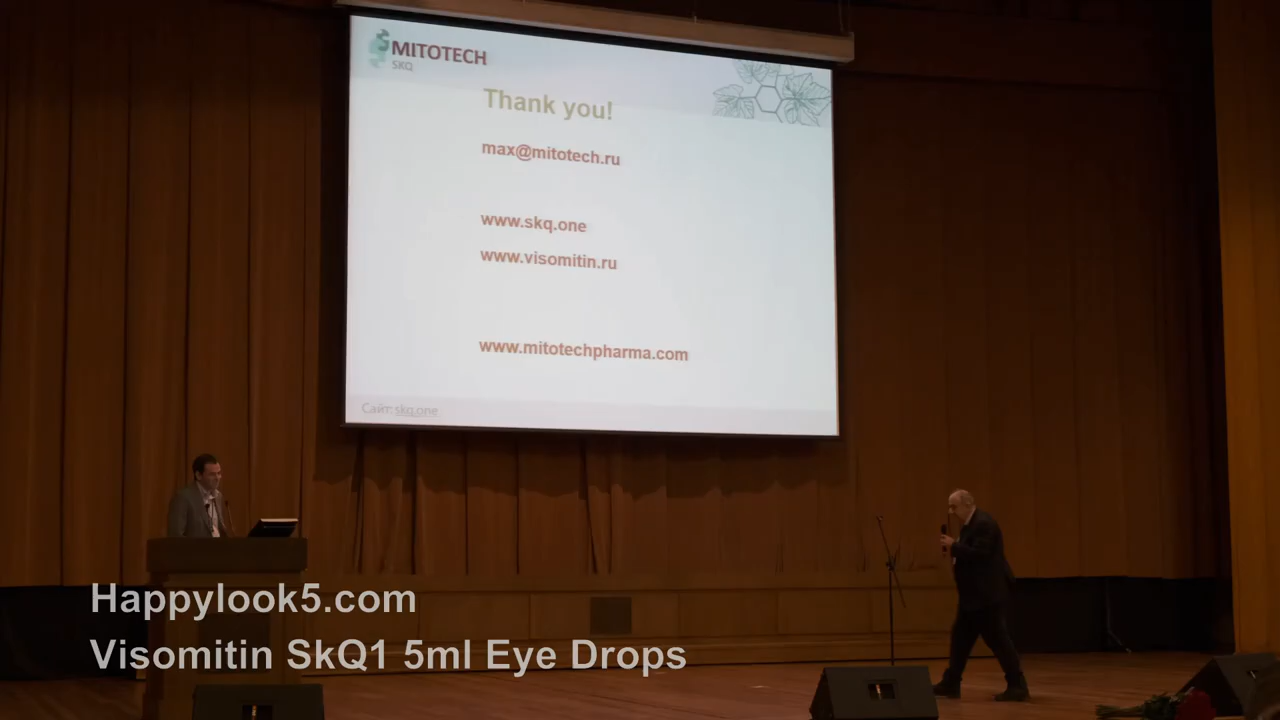 MITOTECH
SKQ
Thank you!
max@mitotech.ru
www.skq.one
www.visomitin.ru
www.mitotechpharma.com
Сайт: skq.one
Happylook5.com
Visomitin SkQ1 5ml Eye Drops